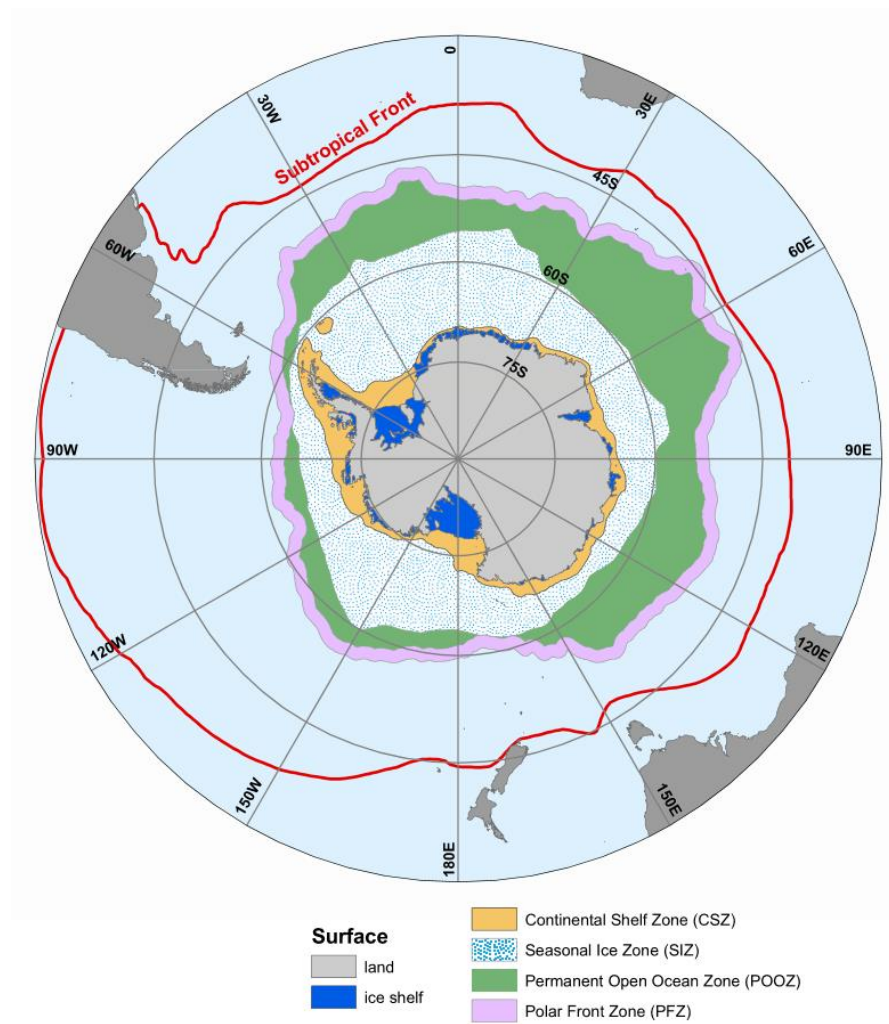 0
30W
30E
Subtropical Front
45S
60W
60E
60S
75S
90W
90E
120W
120E
150W
150E
180E
Surface
land
ice shelf
Continental Shelf Zone (CSZ)
Seasonal Ice Zone (SIZ)
Permanent Open Ocean Zone (POOZ)
Polar Front Zone (PFZ)